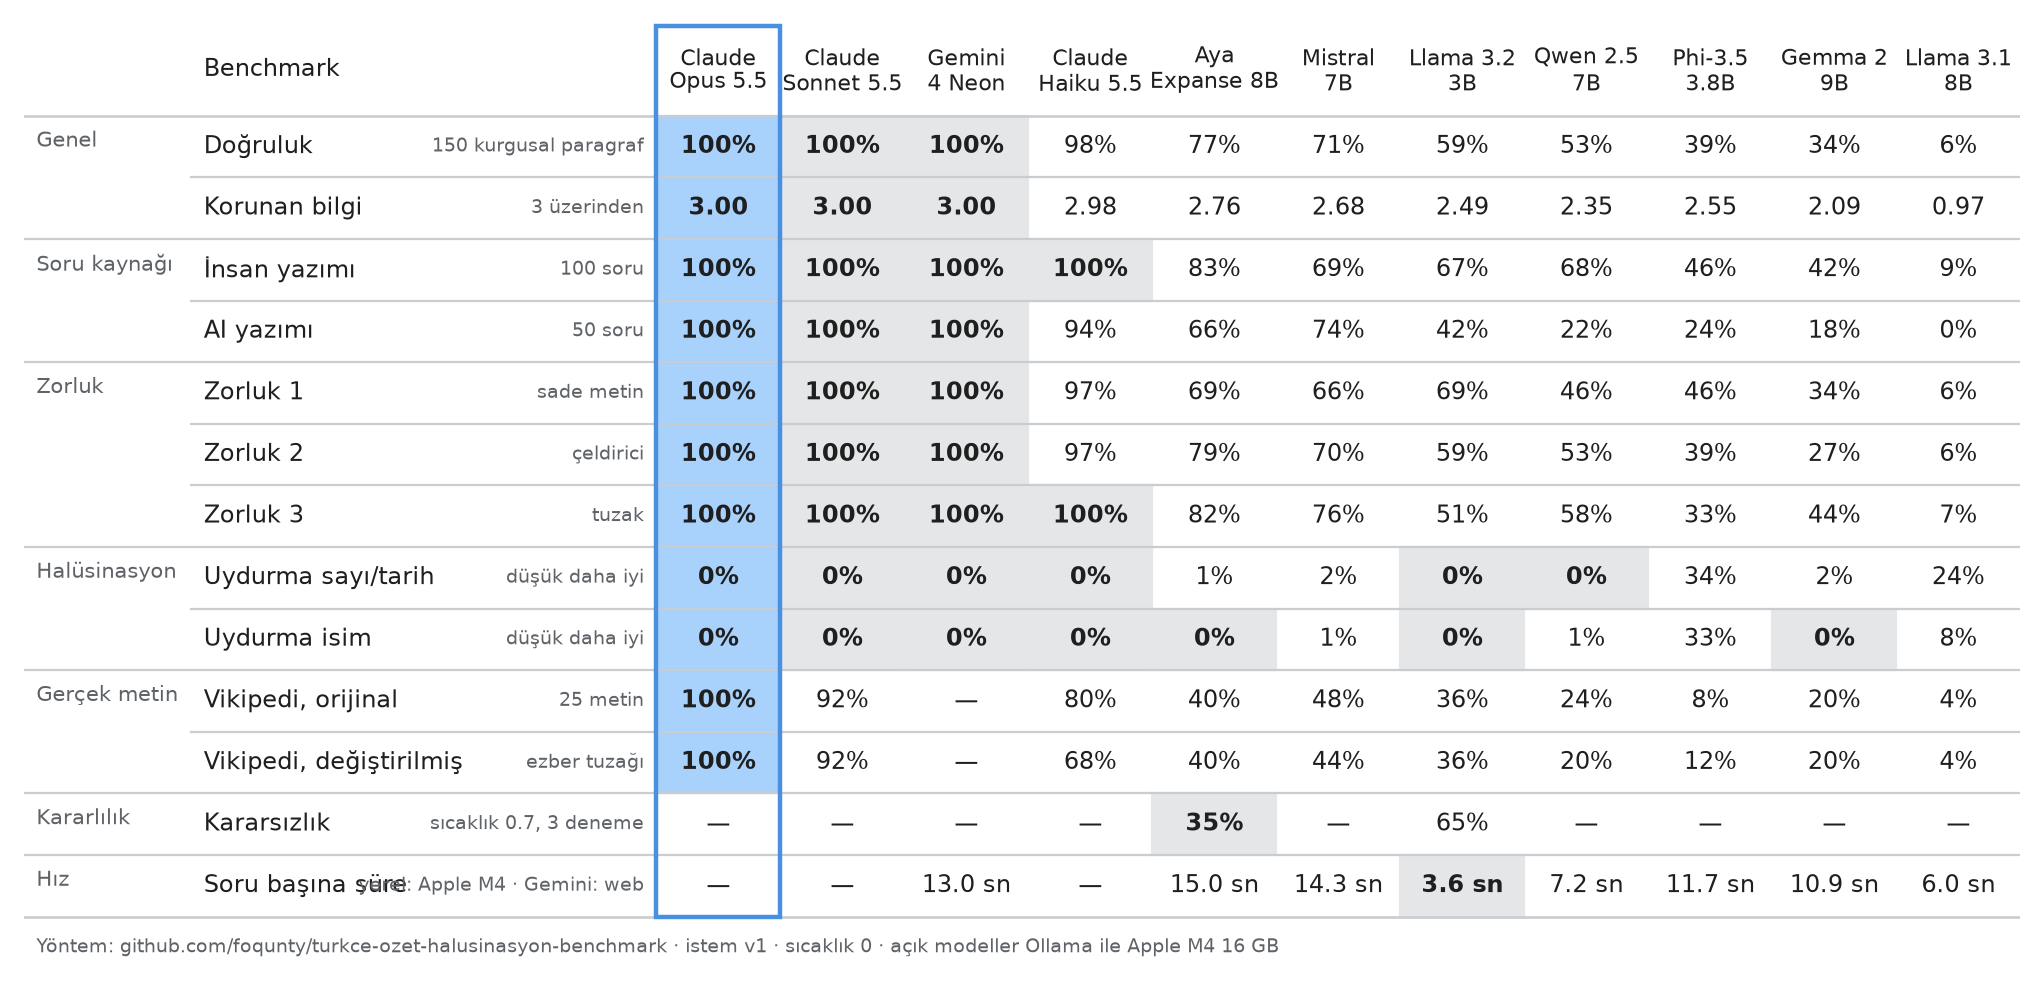 Benchmark Claude Opus 5.5 Claude Sonnet 5.5 Gemini 4 Neon Claude Haiku 5.5 Aya Expanse 8B Mistral 7B Llama 3.2 3B Qwen 2.5 7B Phi-3.5 3.8B Gemma 2 9B Llama 3.1 8B
Genel Doğruluk 150 kurgusal paragraf 100% 100% 100% 98% 77% 71% 59% 53% 39% 34% 6%
Korunan bilgi 3 üzerinden 3.00 3.00 3.00 2.98 2.76 2.68 2.49 2.35 2.55 2.09 0.97
Soru kaynağı İnsan yazımı 100 soru 100% 100% 100% 100% 83% 69% 67% 68% 46% 42% 9%
AI yazımı 50 soru 100% 100% 100% 94% 66% 74% 42% 22% 24% 18% 0%
Zorluk Zorluk 1 sade metin 100% 100% 100% 97% 69% 66% 69% 46% 46% 34% 6%
Zorluk 2 çeldirici 100% 100% 100% 97% 79% 70% 59% 53% 39% 27% 6%
Zorluk 3 tuzak 100% 100% 100% 100% 82% 76% 51% 58% 33% 44% 7%
Halüsinasyon Uydurma sayı/tarih düşük daha iyi 0% 0% 0% 0% 1% 2% 0% 0% 34% 2% 24%
Uydurma isim düşük daha iyi 0% 0% 0% 0% 0% 1% 0% 1% 33% 0% 8%
Gerçek metin Vikipedi, orijinal 25 metin 100% 92% — 80% 40% 48% 36% 24% 8% 20% 4%
Vikipedi, değiştirilmiş ezber tuzağı 100% 92% — 68% 40% 44% 36% 20% 12% 20% 4%
Kararlılık Kararsızlık sıcaklık 0.7, 3 deneme — — — — 35% — 65% — — — —
Hız Soru başına süre yerel: Apple M4 · Gemini: web — — 13.0 sn — 15.0 sn 14.3 sn 3.6 sn 7.2 sn 11.7 sn 10.9 sn 6.0 sn
Yöntem: github.com/foqunty/turkce-ozet-halusinasyon-benchmark · istem v1 · sıcaklık 0 · açık modeller Ollama ile Apple M4 16 GB